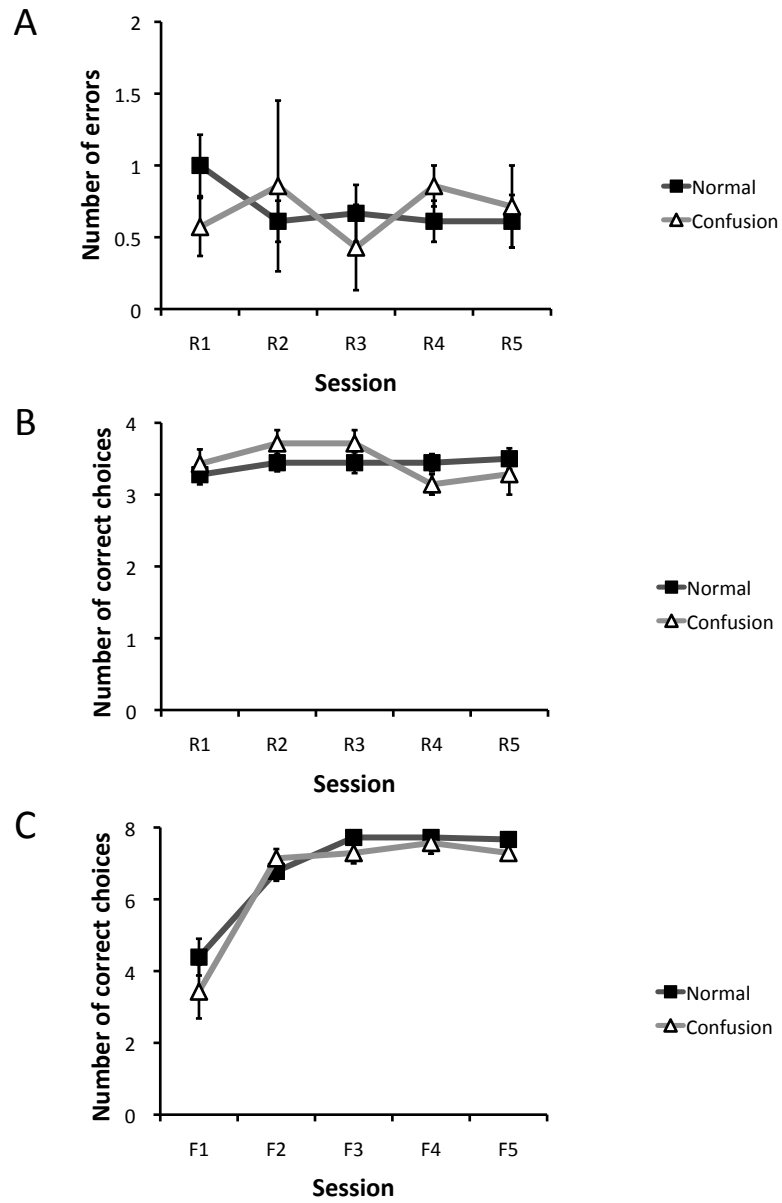 A
Number of errors
2
1.5
1
0.5
0
R1 R2 R3 R4 R5
Session
Normal
Confusion
B
Number of correct choices
4
3
2
1
0
R1 R2 R3 R4 R5
Session
Normal
Confusion
C
Number of correct choices
8
6
4
2
0
F1 F2 F3 F4 F5
Session
Normal
Confusion